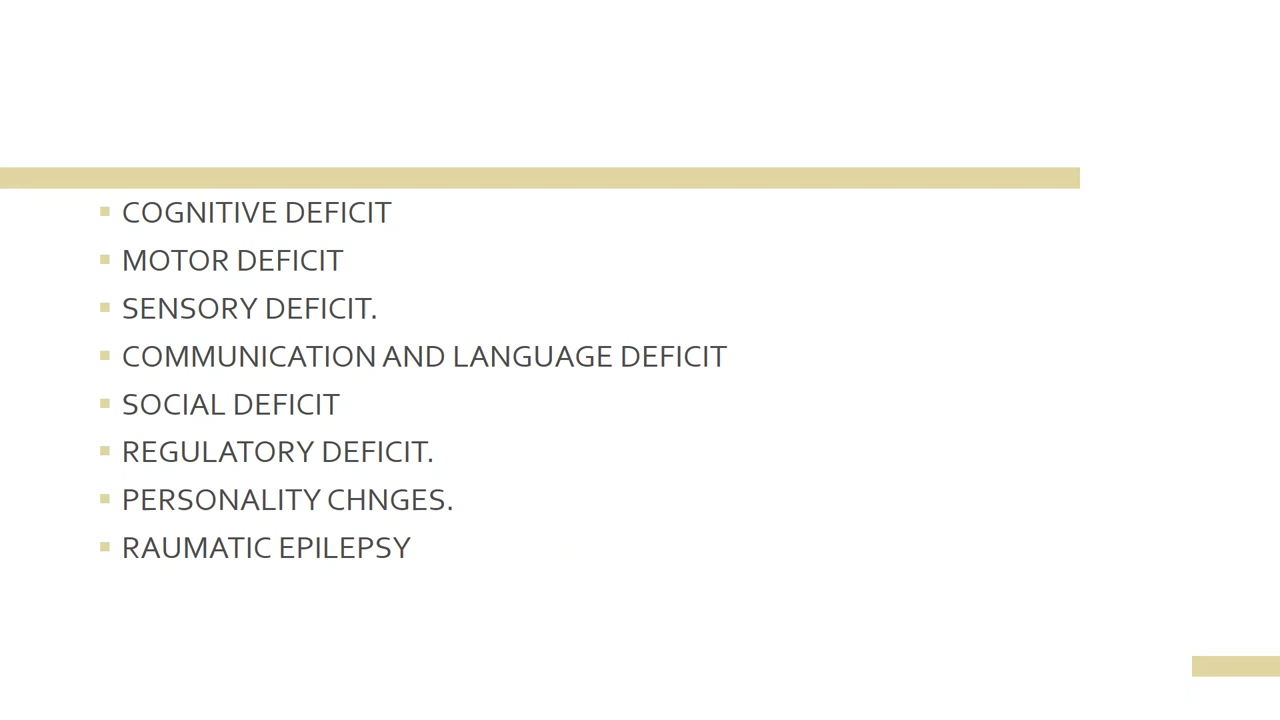 COGNITIVE DEFICIT
MOTOR DEFICIT
SENSORY DEFICIT.
COMMUNICATION AND LANGUAGE DEFICIT
SOCIAL DEFICIT
REGULATORY DEFICIT.
PERSONALITY CHNGES.
RAUMATIC EPILEPSY